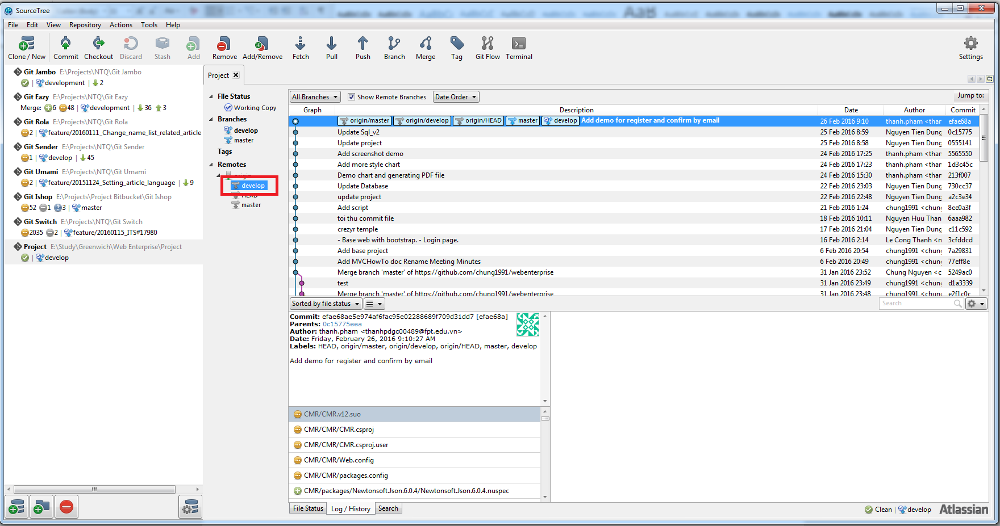 SourceTree
File Edit View Repository Actions Tools Help
Clone / New Commit Checkout Discard Stash Add Remove Add/Remove Fetch Pull Push Branch Merge Tag Git Flow Terminal Settings
Git Jambo E:\Projects\NTQ\Git Jambo
development 2
Git Eazy E:\Projects\NTQ\Git Eazy
Merge: 6 48 development 36 3
Git Rola E:\Projects\NTQ\Git Rola
2 feature/20160111_Change_name_list_related_article
Git Sender E:\Projects\NTQ\Git Sender
1 develop 45
Git Umami E:\Projects\NTQ\Git Umami
2 feature/20151124_Setting_article_language 9
Git Ishop E:\Projects\Project Bitbucket\Git Ishop
52 1 3 master
Git Switch E:\Projects\NTQ\Git Switch
2035 2 feature/20160115_ITS#17980
Project E:\Study\Greenwich\Web Enterprise\Project
develop
Project
File Status
Working Copy
Branches
develop
master
Tags
Remotes
origin
develop
HEAD
master
All Branches Show Remote Branches Date Order Jump to:
Graph Description Date Author Commit
origin/master origin/develop origin/HEAD master develop Add demo for register and confirm by email 26 Feb 2016 9:10 thanh.pham <than efae68a
Update Sql_v2 25 Feb 2016 8:59 Nguyen Tien Dung 0c15775
Update project 25 Feb 2016 8:58 Nguyen Tien Dung 0555141
Add screenshot demo 24 Feb 2016 17:25 thanh.pham <than 5565550
Add more style chart 24 Feb 2016 17:23 thanh.pham <than 1d3c45c
Demo chart and generating PDF file 24 Feb 2016 15:30 thanh.pham <than 213f007
Update Database 22 Feb 2016 23:03 Nguyen Tien Dung 730cc37
update project 22 Feb 2016 22:48 Nguyen Tien Dung a2c3e34
Add script 21 Feb 2016 1:24 chung1991 <chung 8ee0a3f
toi thu commit file 18 Feb 2016 10:11 Nguyen Huu Than 6aaa982
crezyr temple 17 Feb 2016 21:04 Nguyen Tien Dung c11c592
- Base web with bootstrap. - Login page. 16 Feb 2016 2:14 Le Cong Thanh <n 3cfddcd
Add base project 6 Feb 2016 20:54 chung1991 <chung 7a29831
Add MVCHowTo doc Rename Meeting Minutes 6 Feb 2016 20:49 chung1991 <chung 77eff8e
Merge branch 'master' of https://github.com/chung1991/webenterprise 31 Jan 2016 23:52 Chung Nguyen <c 5249ac0
test 31 Jan 2016 23:49 chung1991 <chung d1a3339
Merge branch 'master' of https://github.com/chung1991/webenterprise 31 Jan 2016 23:48 chung1991 <chung e2f1c0c
Sorted by file status Search
Commit: efae68ae5e974af6fac95e02288689f709d31dd7 [efae68a]
Parents: 0c15775eea
Author: thanh.pham <thanhpdgc00489@fpt.edu.vn>
Date: Friday, February 26, 2016 9:10:27 AM
Labels: HEAD, origin/master, origin/develop, origin/HEAD, master, develop
Add demo for register and confirm by email
CMR/CMR.v12.suo
CMR/CMR/CMR.csproj
CMR/CMR/CMR.csproj.user
CMR/CMR/Web.config
CMR/CMR/packages.config
CMR/packages/Newtonsoft.Json.6.0.4/Newtonsoft.Json.6.0.4.nuspec
File Status Log / History Search
Clean develop Atlassian